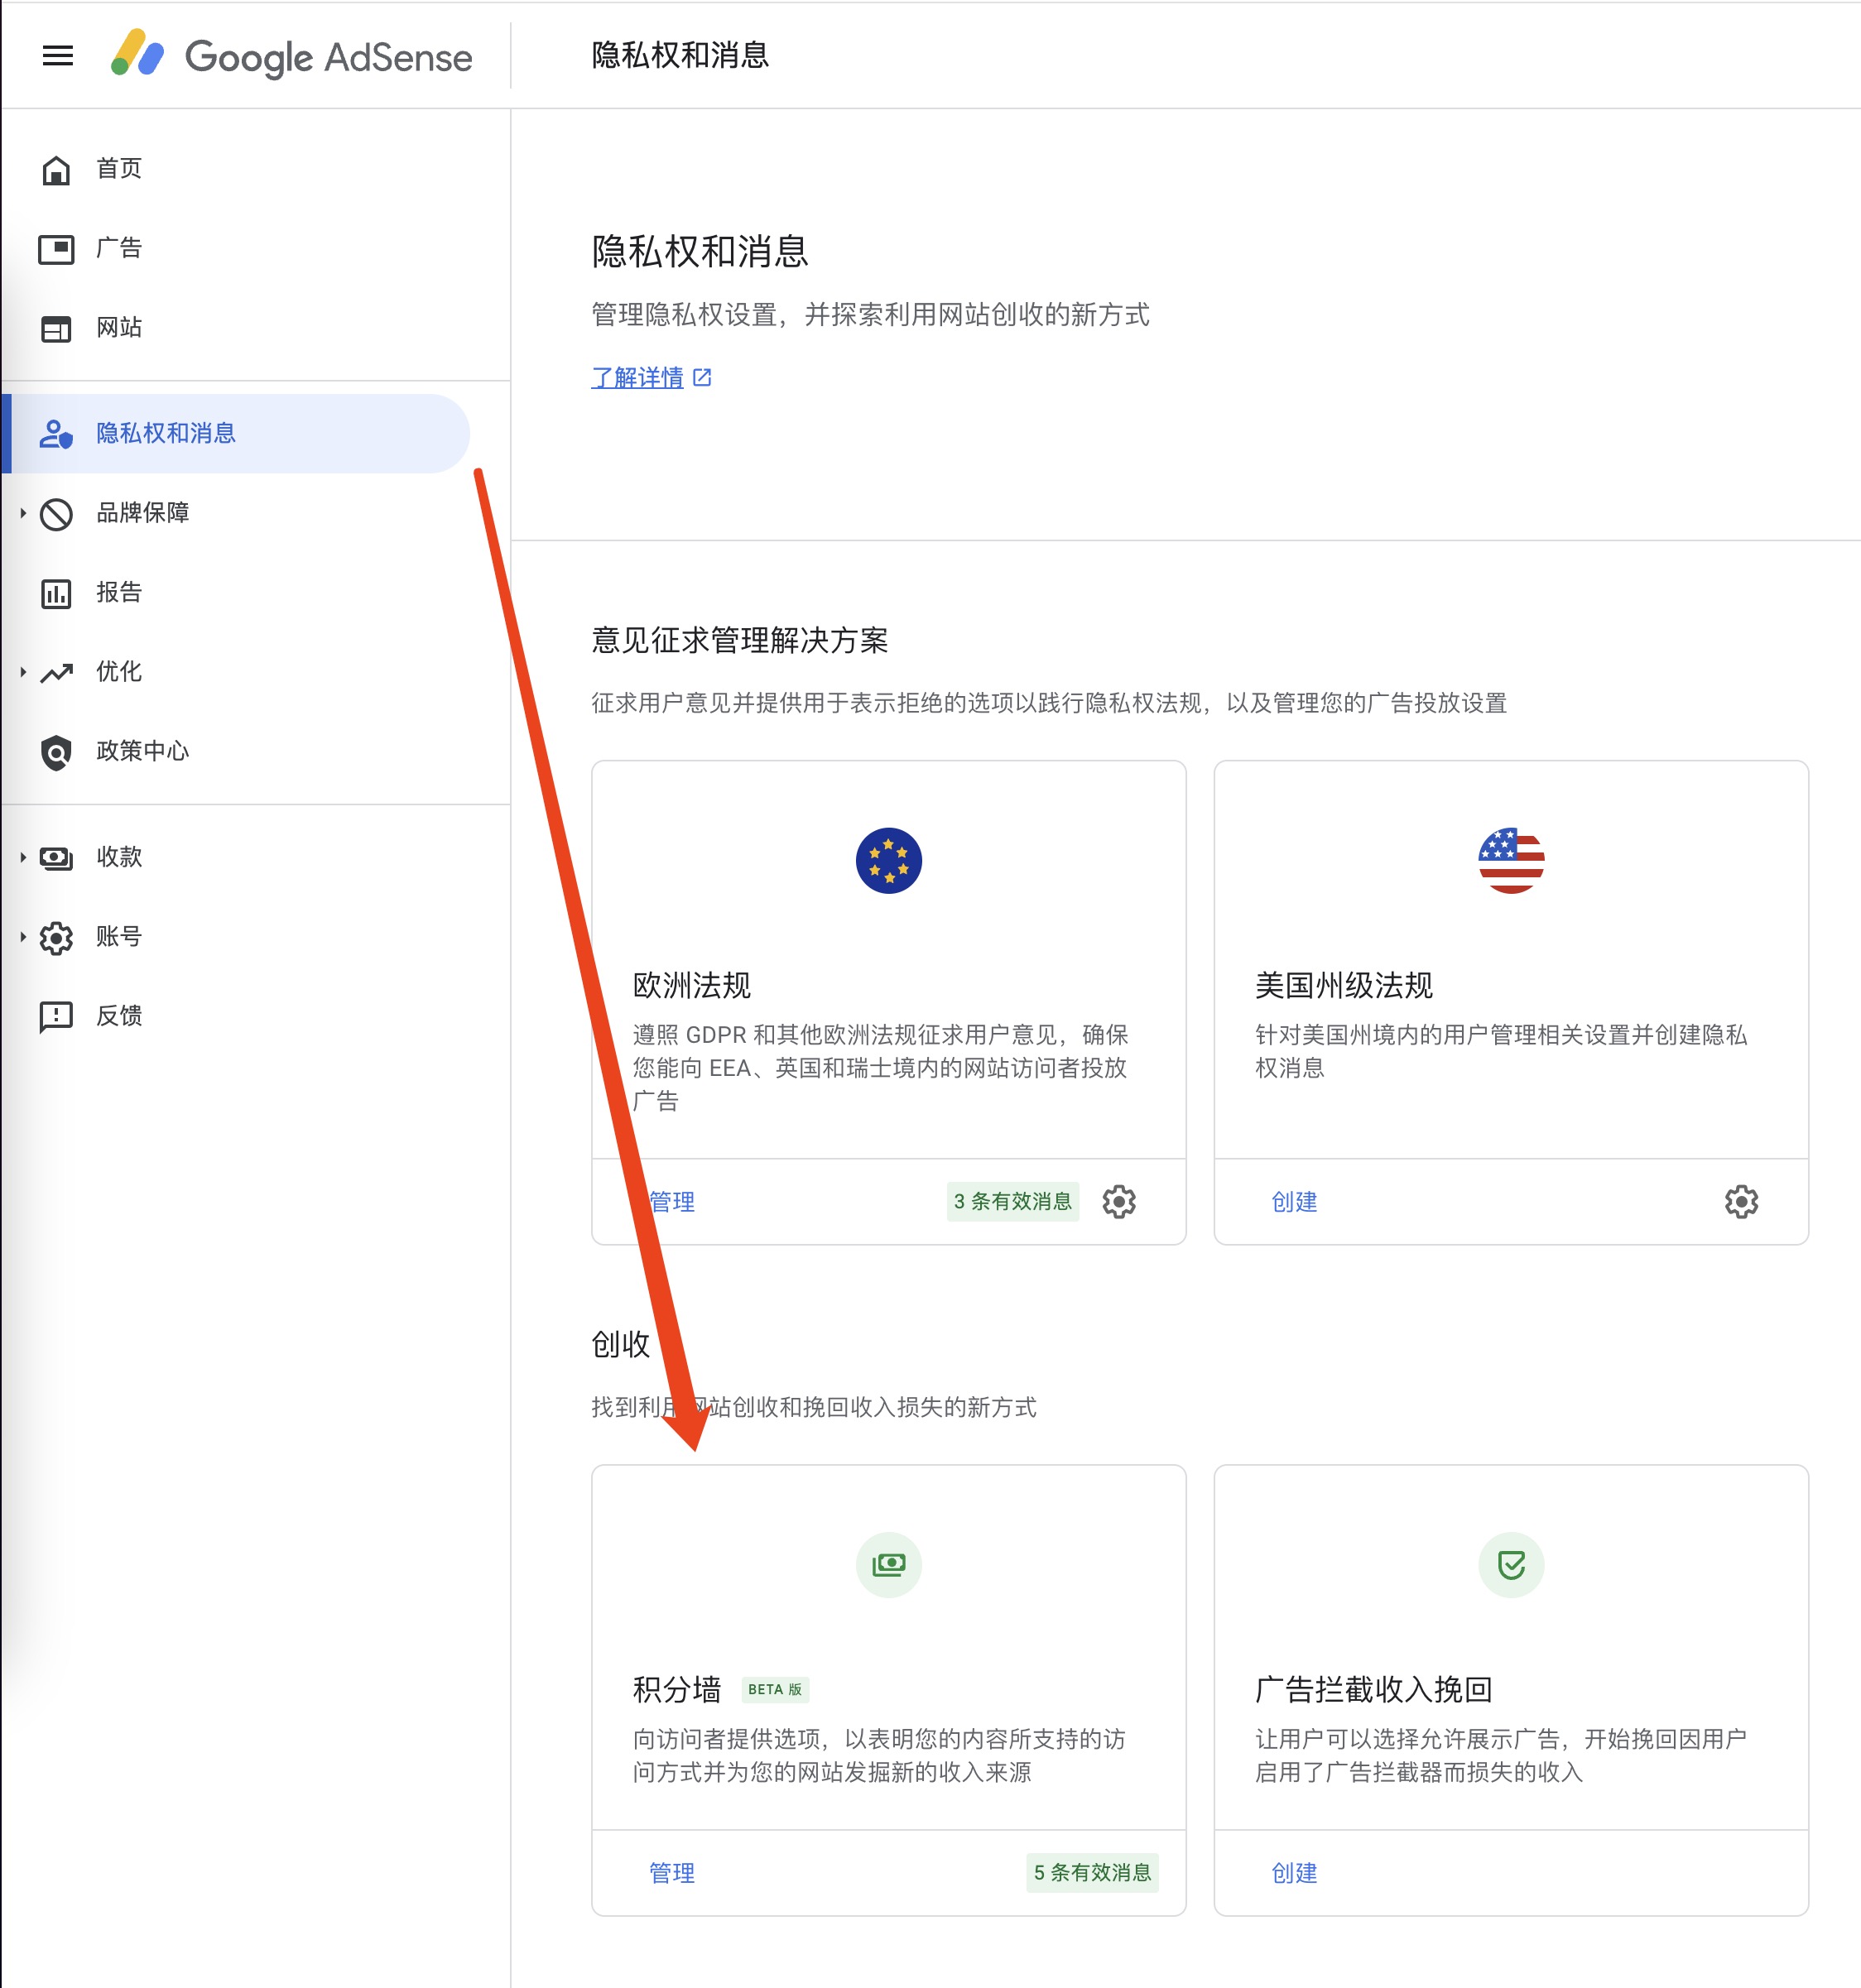 Google AdSense
隐私权和消息
首页
广告
网站
隐私权和消息
品牌保障
报告
优化
政策中心
收款
账号
反馈
隐私权和消息
管理隐私权设置，并探索利用网站创收的新方式
了解详情
意见征求管理解决方案
征求用户意见并提供用于表示拒绝的选项以践行隐私权法规，以及管理您的广告投放设置
欧洲法规
遵照 GDPR 和其他欧洲法规征求用户意见，确保
您能向 EEA、英国和瑞士境内的网站访问者投放
广告
管理
3 条有效消息
美国州级法规
针对美国州境内的用户管理相关设置并创建隐私
权消息
创建
创收
找到利用网站创收和挽回收入损失的新方式
积分墙
BETA 版
向访问者提供选项，以表明您的内容所支持的访
问方式并为您的网站发掘新的收入来源
管理
5 条有效消息
广告拦截收入挽回
让用户可以选择允许展示广告，开始挽回因用户
启用了广告拦截器而损失的收入
创建